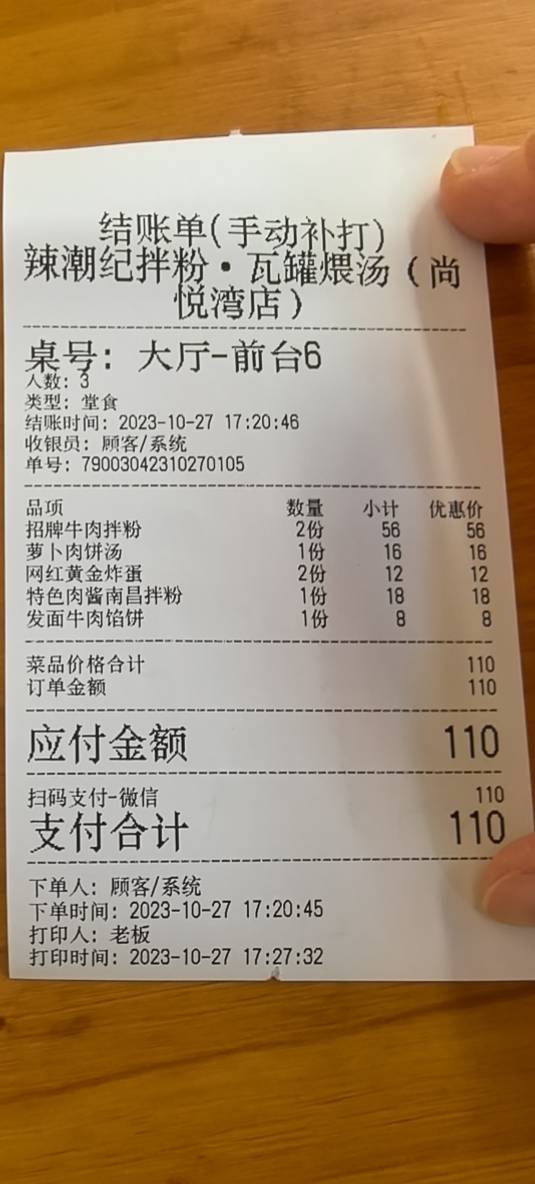 结账单(手动补打)
辣潮纪拌粉·瓦罐煨汤（尚
悦湾店）
桌号: 大厅-前台6
人数: 3
类型: 堂食
结账时间: 2023-10-27 17:20:46
收银员: 顾客/系统
单号: 79003042310270105
品项 数量 小计 优惠价
招牌牛肉拌粉 2份 56 56
萝卜肉饼汤 1份 16 16
网红黄金炸蛋 2份 12 12
特色肉酱南昌拌粉 1份 18 18
发面牛肉馅饼 1份 8 8
菜品价格合计 110
订单金额 110
应付金额 110
扫码支付-微信 110
支付合计 110
下单人: 顾客/系统
下单时间: 2023-10-27 17:20:45
打印人: 老板
打印时间: 2023-10-27 17:27:32